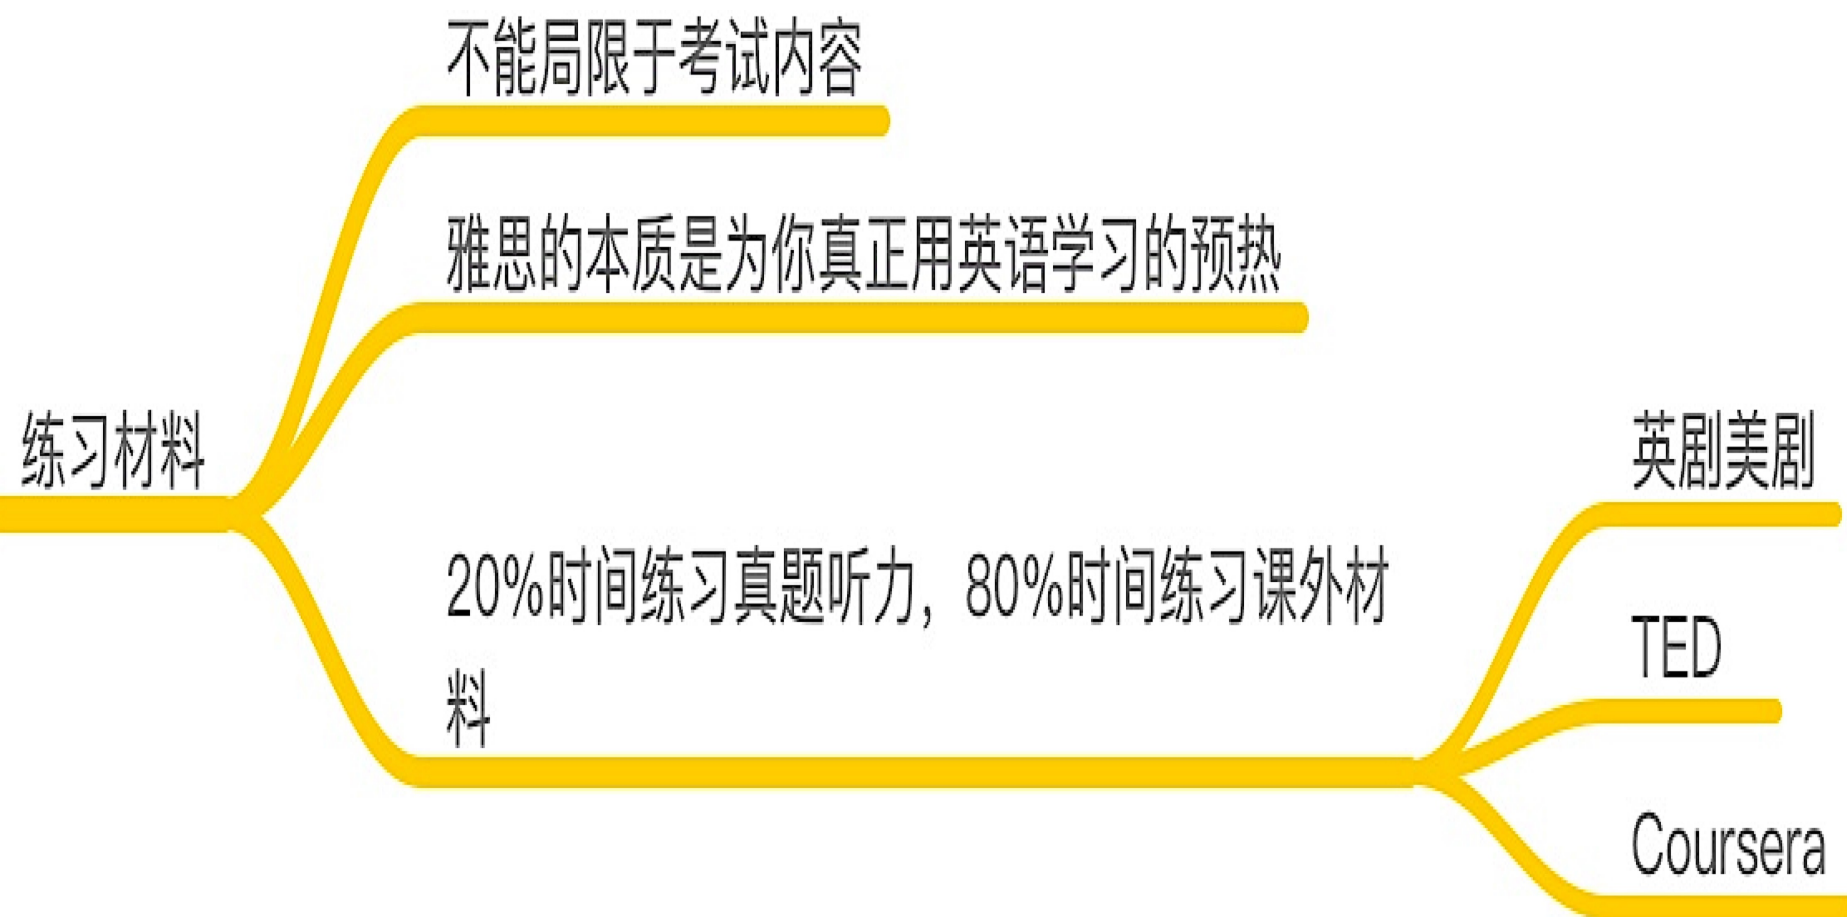 不能局限于考试内容
雅思的本质是为你真正用英语学习的预热
练习材料
20%时间练习真题听力，80%时间练习课外材
料
英剧美剧
TED
Coursera